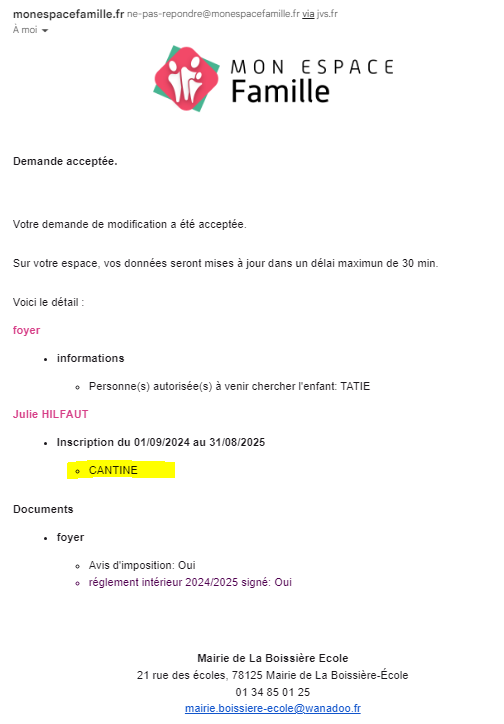 monespacefamille.fr ne-pas-repondre@monespacefamille.fr via jvs.fr
À moi
MON ESPACE
Famille
Demande acceptée.
Votre demande de modification a été acceptée.
Sur votre espace, vos données seront mises à jour dans un délai maximun de 30 min.
Voici le détail :
foyer
informations
Personne(s) autorisée(s) à venir chercher l'enfant: TATIE
Julie HILFAUT
Inscription du 01/09/2024 au 31/08/2025
CANTINE
Documents
foyer
Avis d'imposition: Oui
réglement intérieur 2024/2025 signé: Oui
Mairie de La Boissière Ecole
21 rue des écoles, 78125 Mairie de La Boissière-École
01 34 85 01 25
mairie.boissiere-ecole@wanadoo.fr